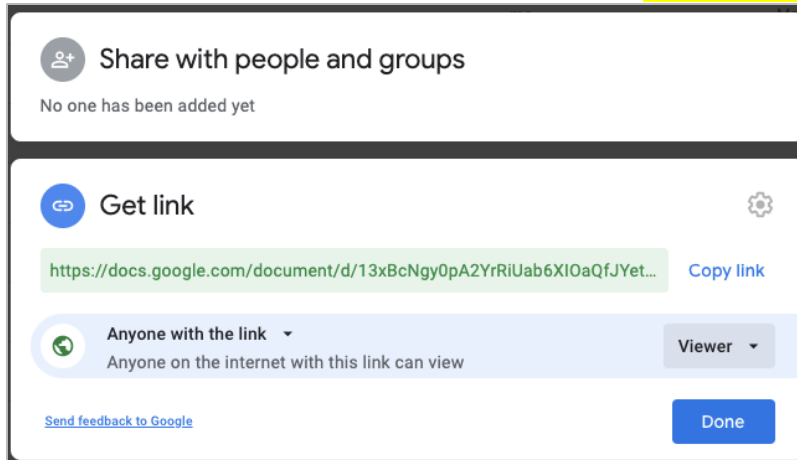 Share with people and groups
No one has been added yet
Get link
https://docs.google.com/document/d/13xBcNgy0pA2YrRiUab6XIOaQfJYet...
Copy link
Anyone with the link
Anyone on the internet with this link can view
Viewer
Send feedback to Google
Done